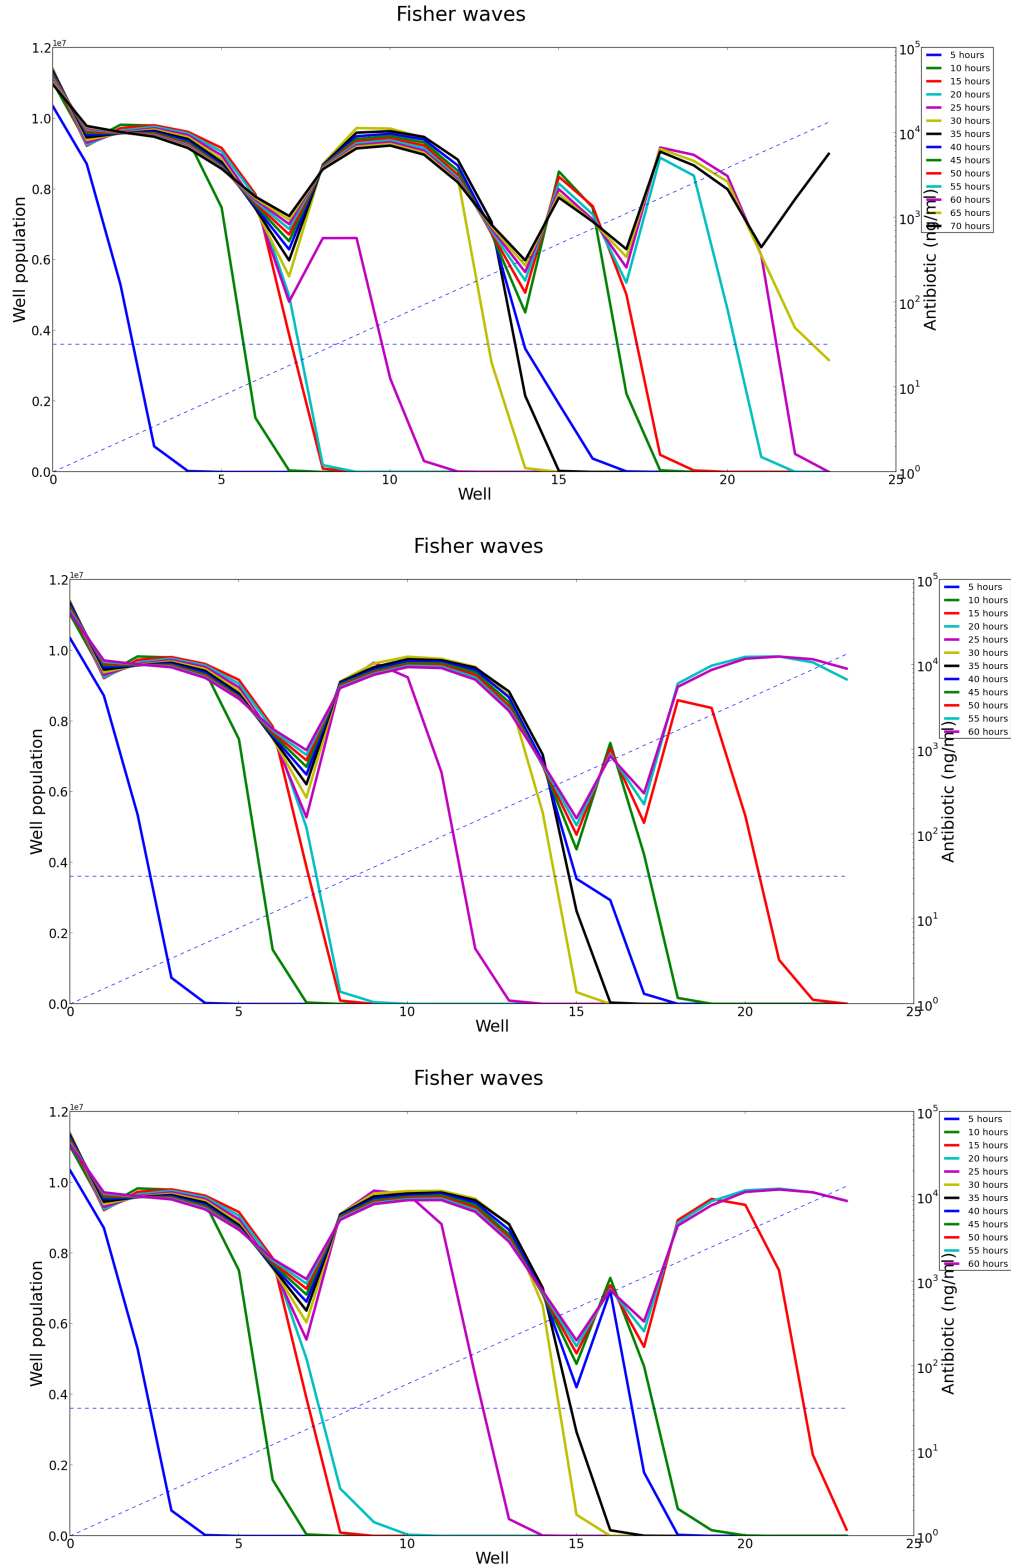 Fisher waves
1e7
1.2
1.0
0.8
0.6
0.4
0.2
0.0
Well population
0 5 10 15 20 25
Well
10^5
10^4
10^3
10^2
10^1
10^0
Antibiotic (ng/ml)
5 hours
10 hours
15 hours
20 hours
25 hours
30 hours
35 hours
40 hours
45 hours
50 hours
55 hours
60 hours
65 hours
70 hours
Fisher waves
1e7
1.2
1.0
0.8
0.6
0.4
0.2
0.0
Well population
0 5 10 15 20 25
Well
10^5
10^4
10^3
10^2
10^1
10^0
Antibiotic (ng/ml)
5 hours
10 hours
15 hours
20 hours
25 hours
30 hours
35 hours
40 hours
45 hours
50 hours
55 hours
60 hours
Fisher waves
1e7
1.2
1.0
0.8
0.6
0.4
0.2
0.0
Well population
0 5 10 15 20 25
Well
10^5
10^4
10^3
10^2
10^1
10^0
Antibiotic (ng/ml)
5 hours
10 hours
15 hours
20 hours
25 hours
30 hours
35 hours
40 hours
45 hours
50 hours
55 hours
60 hours